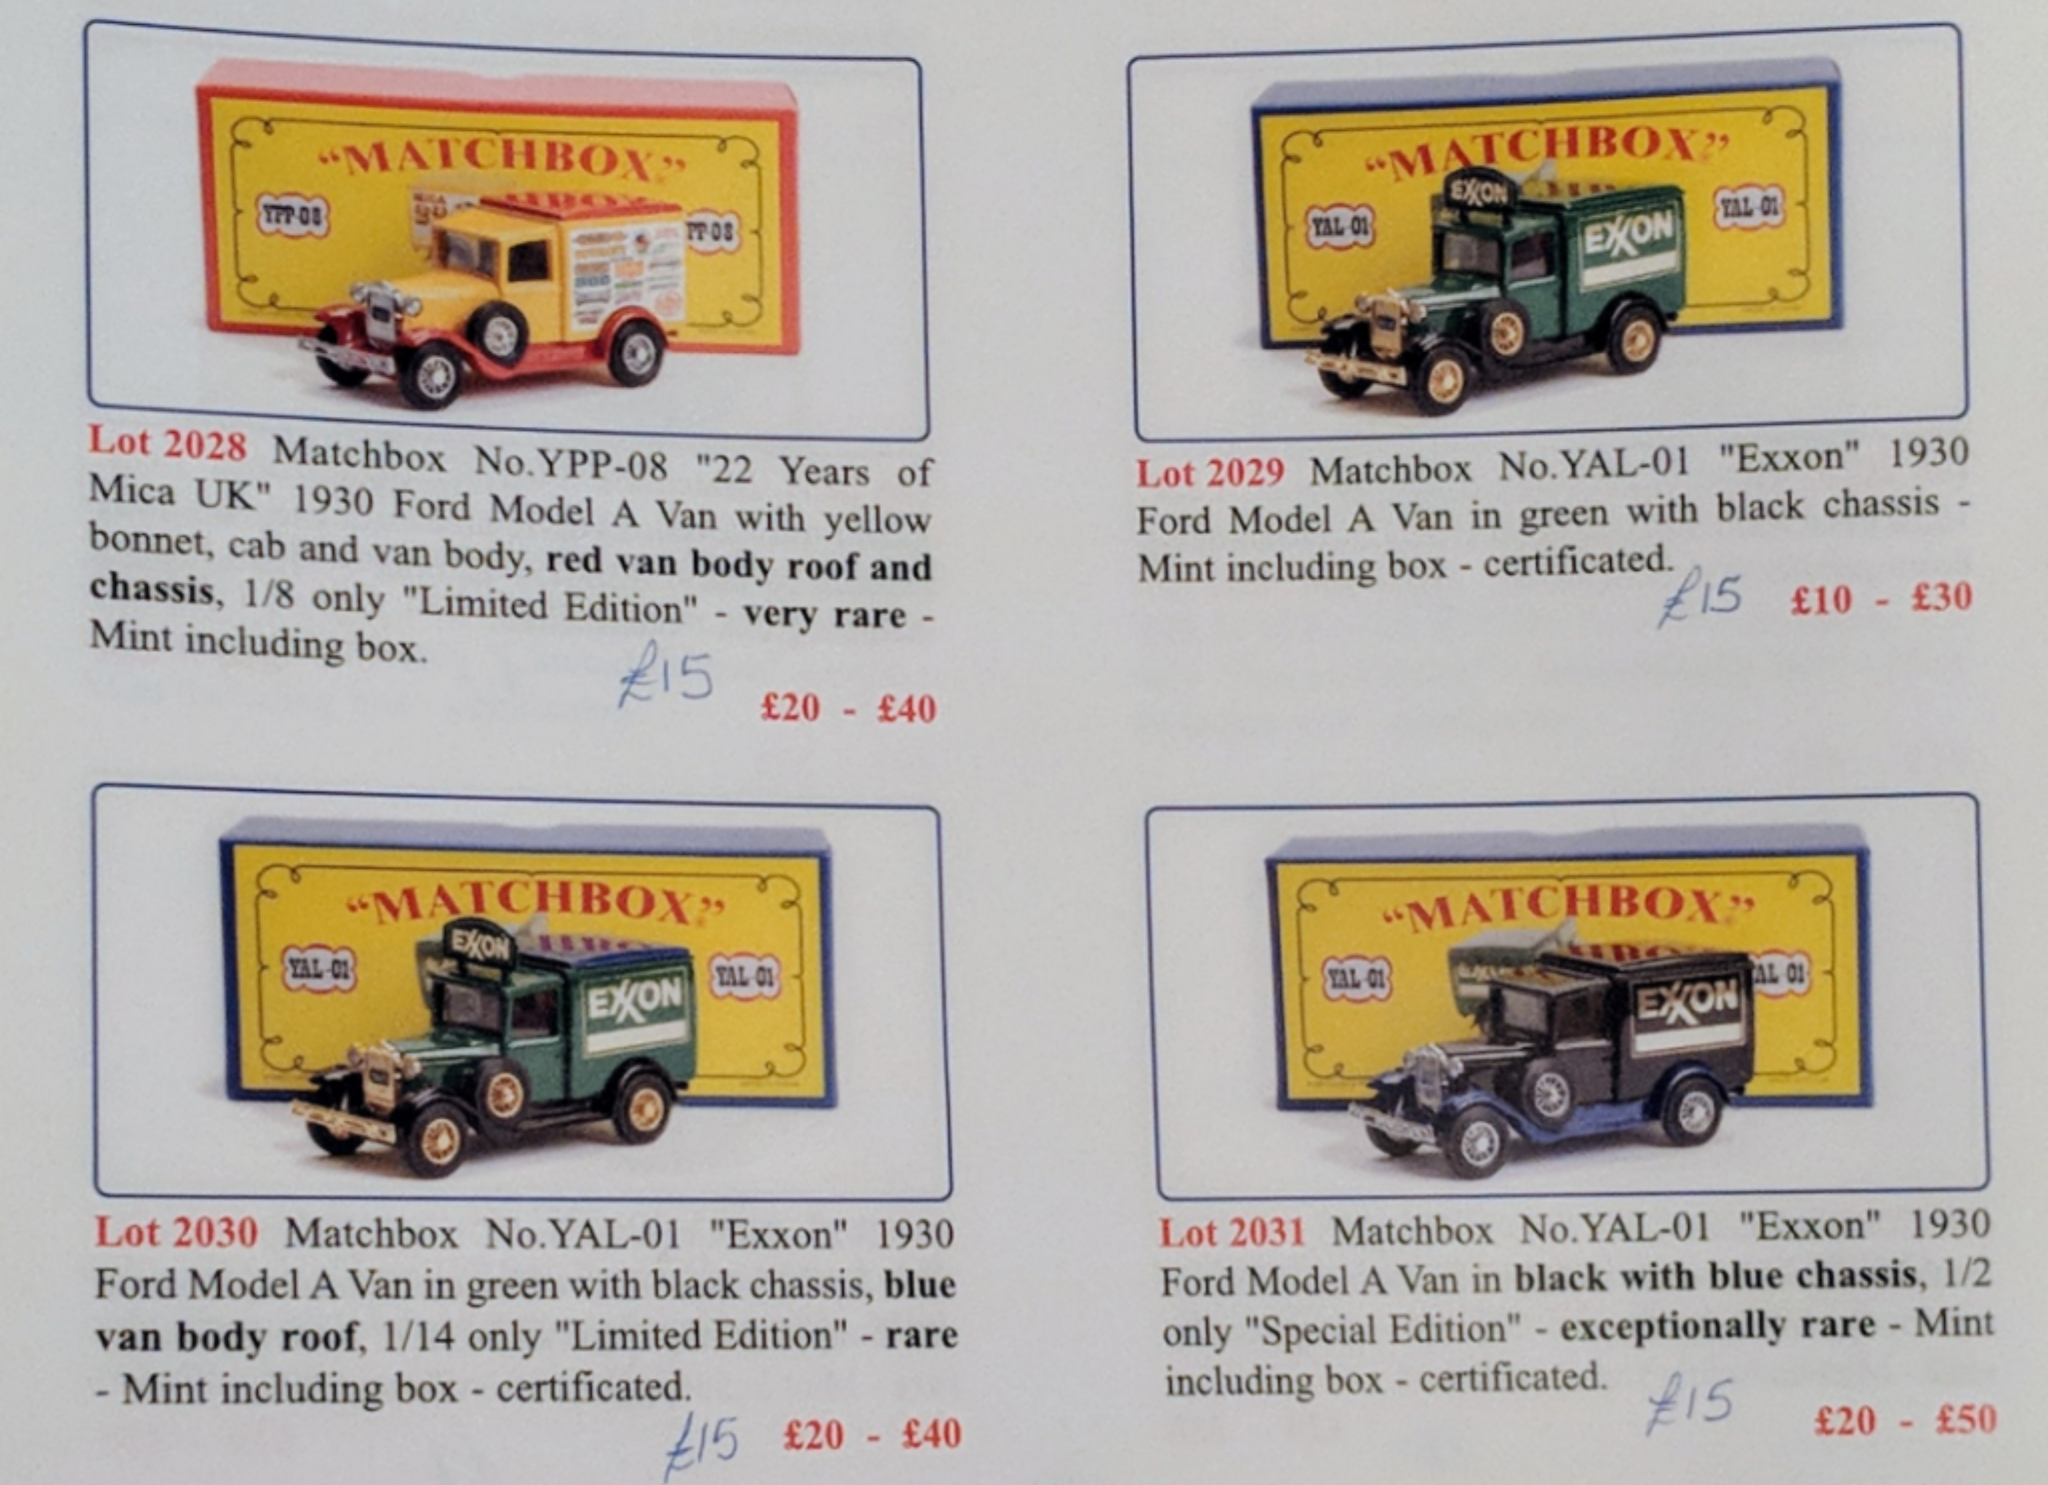 "MATCHBOX"
YPP-08
PP-08
Lot 2028 Matchbox No.YPP-08 "22 Years of
Mica UK" 1930 Ford Model A Van with yellow
bonnet, cab and van body, red van body roof and
chassis, 1/8 only "Limited Edition" - very rare -
Mint including box.
£15
£20 - £40
"MATCHBOX"
EXXON
YAL-01
YAL-01
EXXON
Lot 2029 Matchbox No.YAL-01 "Exxon" 1930
Ford Model A Van in green with black chassis -
Mint including box - certificated.
£15 £10 - £30
"MATCHBOX"
EXXON
YAL-01
YAL-01
EXXON
Lot 2030 Matchbox No.YAL-01 "Exxon" 1930
Ford Model A Van in green with black chassis, blue
van body roof, 1/14 only "Limited Edition" - rare
- Mint including box - certificated.
£15 £20 - £40
"MATCHBOX"
YAL-01
AL-01
EXXON
Lot 2031 Matchbox No.YAL-01 "Exxon" 1930
Ford Model A Van in black with blue chassis, 1/2
only "Special Edition" - exceptionally rare - Mint
including box - certificated.
£15
£20 - £50